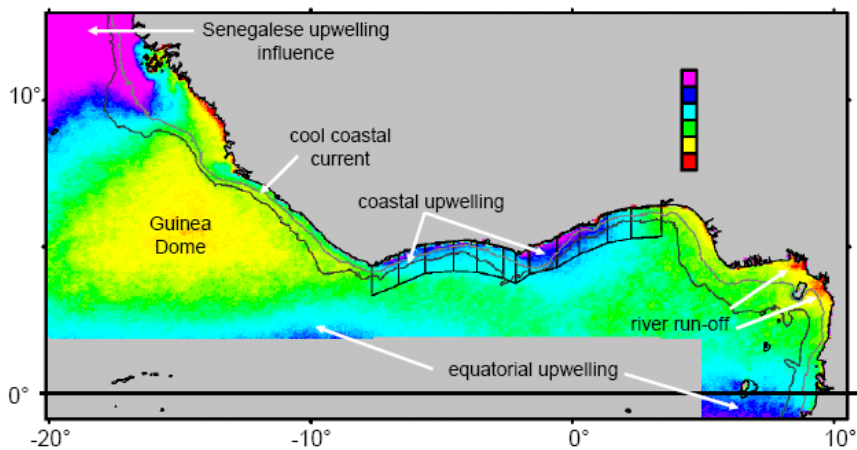 Senegalese upwelling
influence
10°
cool coastal
current
coastal upwelling
Guinea
Dome
river run-off
equatorial upwelling
0°
-20°
-10°
0°
10°